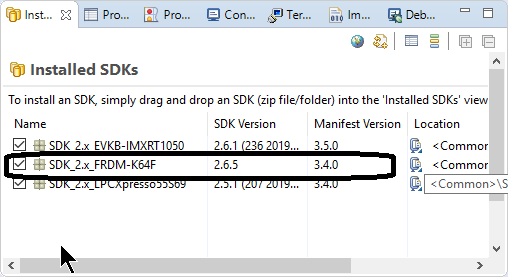 Inst... Pro... Pro... Con... Ter... Im... Deb...
Installed SDKs
To install an SDK, simply drag and drop an SDK (zip file/folder) into the 'Installed SDKs' view
Name SDK Version Manifest Version Location
SDK_2.x_EVKB-IMXRT1050 2.6.1 (236 2019... 3.5.0 <Common>
SDK_2.x_FRDM-K64F 2.6.5 3.4.0 <Common>
SDK_2.x_LPCXpresso55S69 2.5.1 (207 2019... 3.4.0
<Common>\S